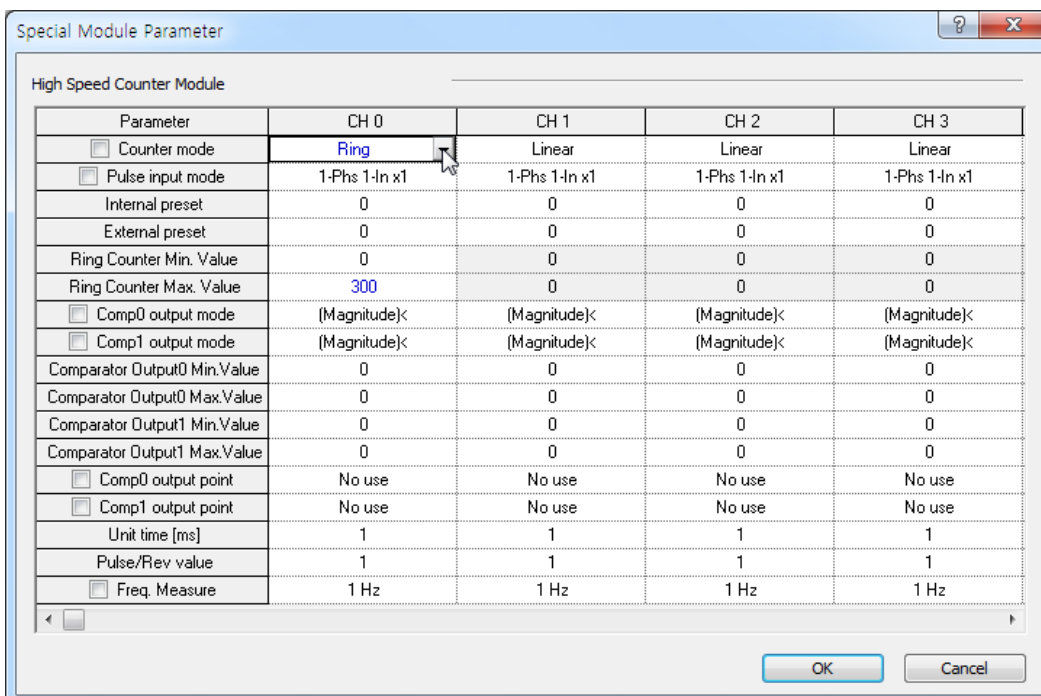 Special Module Parameter
High Speed Counter Module
Parameter CH 0 CH 1 CH 2 CH 3
Counter mode Ring Linear Linear Linear
Pulse input mode 1-Phs 1-In x1 1-Phs 1-In x1 1-Phs 1-In x1 1-Phs 1-In x1
Internal preset 0 0 0 0
External preset 0 0 0 0
Ring Counter Min. Value 0 0 0 0
Ring Counter Max. Value 300 0 0 0
Comp0 output mode (Magnitude)< (Magnitude)< (Magnitude)< (Magnitude)<
Comp1 output mode (Magnitude)< (Magnitude)< (Magnitude)< (Magnitude)<
Comparator Output0 Min.Value 0 0 0 0
Comparator Output0 Max.Value 0 0 0 0
Comparator Output1 Min.Value 0 0 0 0
Comparator Output1 Max.Value 0 0 0 0
Comp0 output point No use No use No use No use
Comp1 output point No use No use No use No use
Unit time [ms] 1 1 1 1
Pulse/Rev value 1 1 1 1
Freq. Measure 1 Hz 1 Hz 1 Hz 1 Hz
OK Cancel